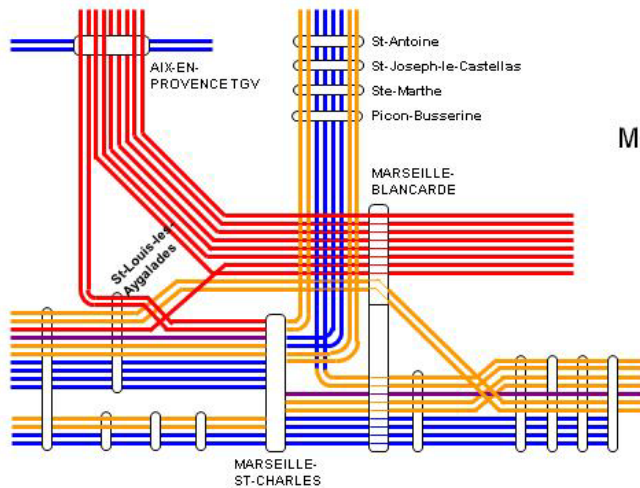 St-Antoine
St-Joseph-le-Castellas
AIX-EN-
PROVENCE TGV
Ste-Marthe
Picon-Busserine
M
MARSEILLE-
BLANCARDE
St-Louis-les-
Aygalades
MARSEILLE-
ST-CHARLES